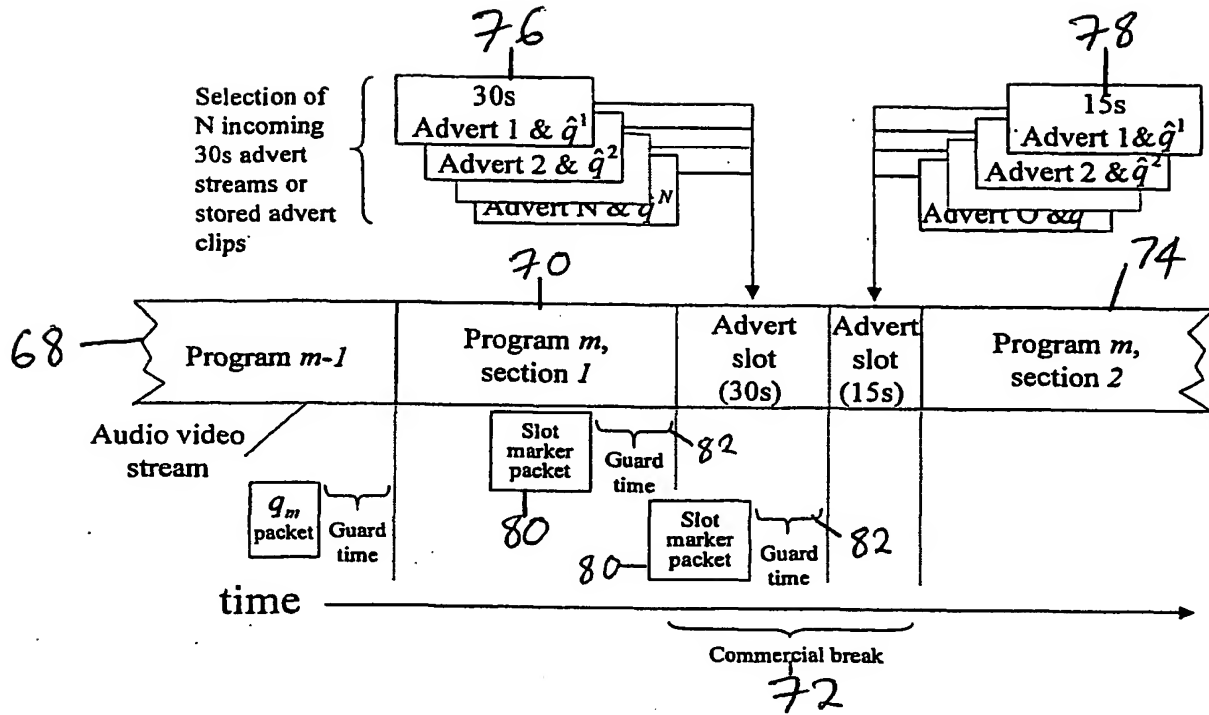 76
78
Selection of
N incoming
30s advert
streams or
stored advert
clips
30s
Advert 1 & q̂¹
Advert 2 & q̂²
Advert N & q̂ᴺ
15s
Advert 1 & q̂¹
Advert 2 & q̂²
Advert O & q
70
74
68
Program m-1
Program m,
section 1
Advert
slot
(30s)
Advert
slot
(15s)
Program m,
section 2
Audio video
stream
Slot
marker
packet
Guard
time
82
80
qₘ
packet
Guard
time
Slot
marker
packet
Guard
time
82
80
time
Commercial break
72